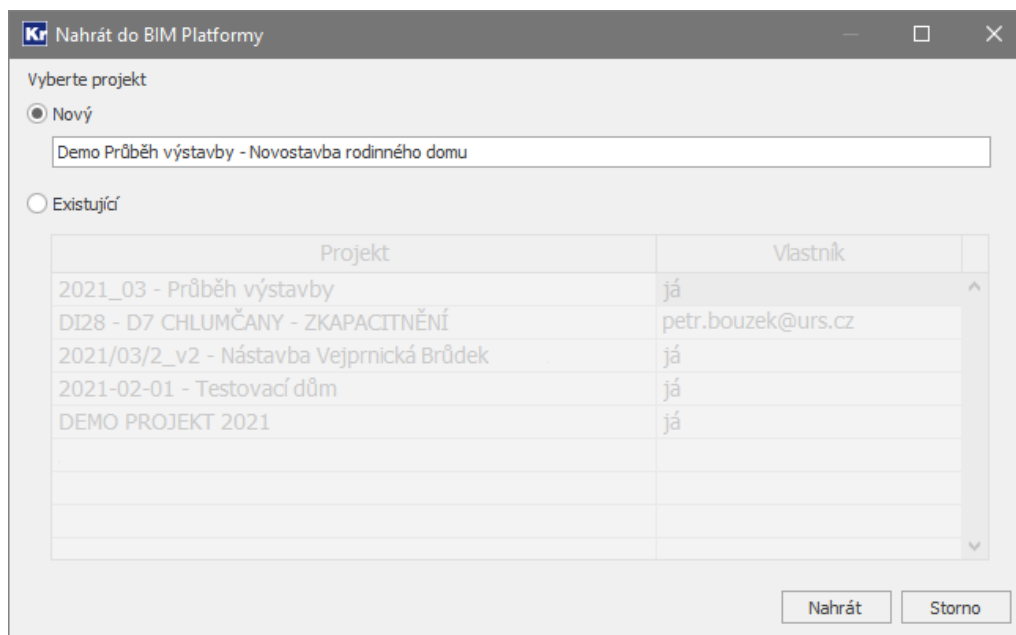 Kr Nahrát do BIM Platformy
Vyberte projekt
Nový
Demo Průběh výstavby - Novostavba rodinného domu
Existující
Projekt Vlastník
2021_03 - Průběh výstavby já
DI28 - D7 CHLUMČANY - ZKAPACITNĚNÍ petr.bouzek@urs.cz
2021/03/2_v2 - Nástavba Vejprnická Brůdek já
2021-02-01 - Testovací dům já
DEMO PROJEKT 2021 já
Nahrát Storno